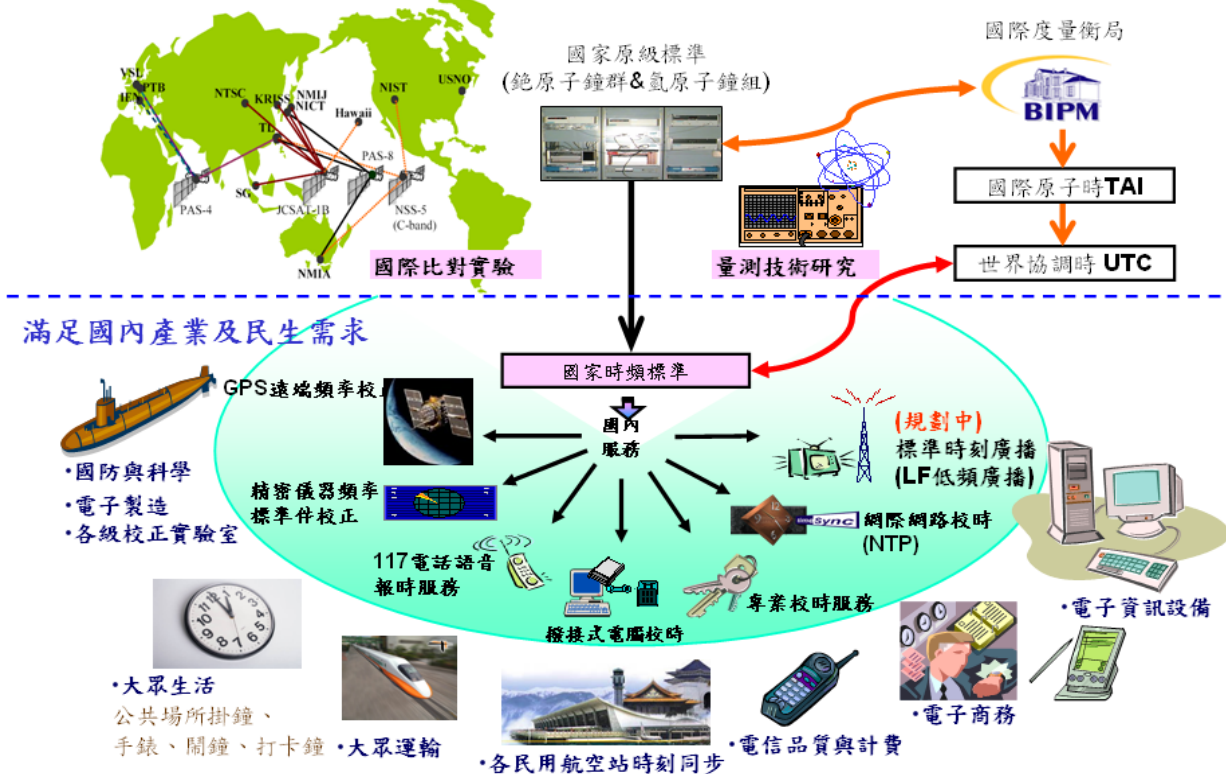 VSL
PTB
IEN
NTSC
KRISS
NMIJ
NICT
TL
Hawaii
NIST
USNO
PAS-8
PAS-4
SG
JCSAT-1B
NSS-5
(C-band)
NMIA
國際比對實驗
國家原級標準
(銫原子鐘群&氫原子鐘組)
量測技術研究
國際度量衡局
BIPM
國際原子時TAI
世界協調時 UTC
滿足國內產業及民生需求
國家時頻標準
國內
服務
GPS遠端頻率校正
精密儀器頻率
標準件校正
117電話語音
報時服務
撥接式電腦校時
專業校時服務
Sync
網際網路校時
(NTP)
(規劃中)
標準時刻廣播
(LF低頻廣播)
•國防與科學
•電子製造
•各級校正實驗室
•大眾生活
公共場所掛鐘、
手錶、鬧鐘、打卡鐘
•大眾運輸
•各民用航空站時刻同步
•電信品質與計費
•電子商務
•電子資訊設備